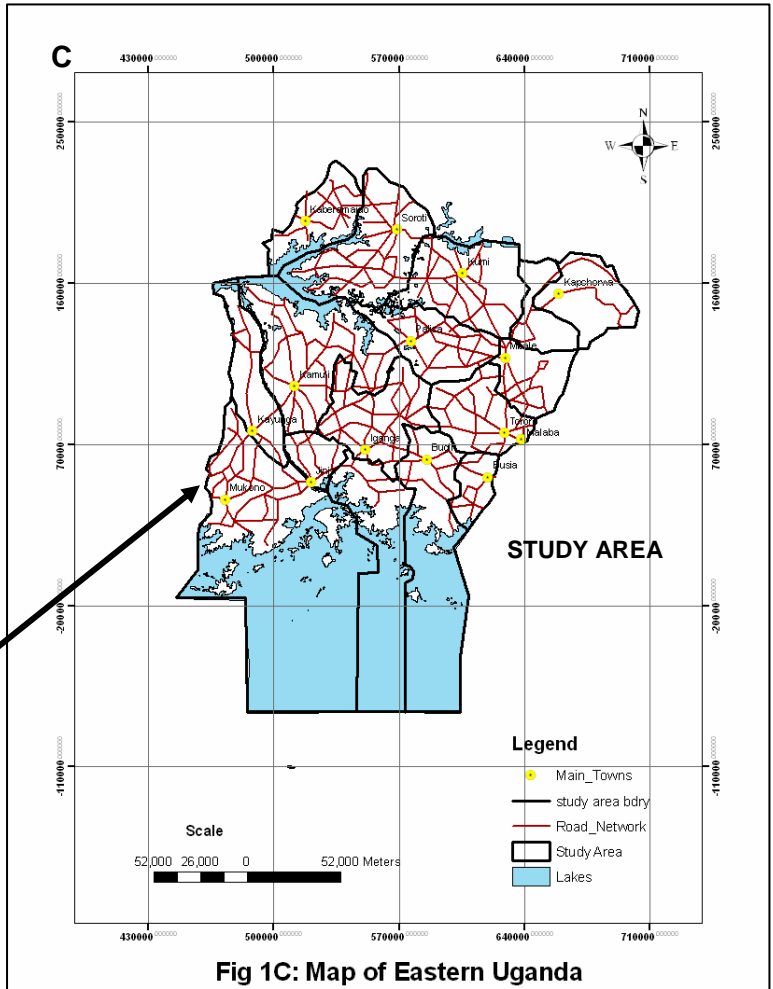 C
430000 500000 570000 640000 710000
N
W E
S
250000 250000
Kaberamaido
Soroti
Kumi
160000 160000
Kapchorwa
Palisa
Mbale
Kamuli
Kayunga
Tororo
Malaba
70000 70000
Iganga
Bugiri
Busia
Jinja
Mukono
STUDY AREA
-20000 -20000
Legend
Main_Towns
study area bdry
Road_Network
Study Area
Lakes
-110000 -110000
Scale
52,000 26,000 0 52,000 Meters
430000 500000 570000 640000 710000
Fig 1C: Map of Eastern Uganda